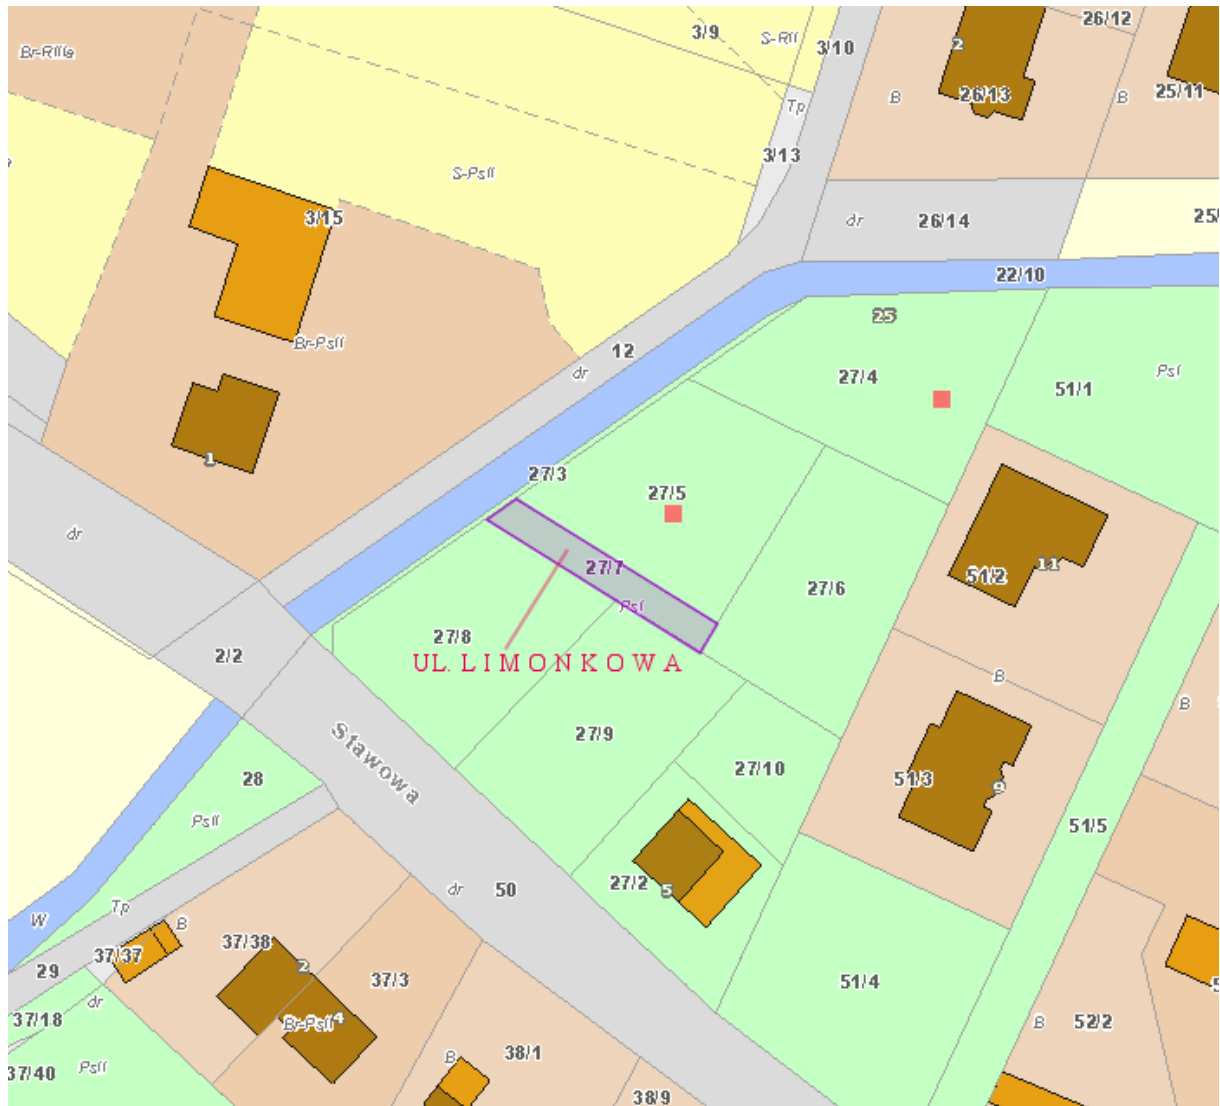 3/9
S-RII
3/10
2
26/12
Br-RIIIa
26/13
B
B
25/11
Tp
3/13
S-PsII
3/15
dr
26/14
25/
22/10
25
Br-PsII
12
dr
27/4
51/1
PsI
1
27/3
27/5
dr
27/7
PsI
27/6
51/2
11
27/8
UL. L I M O N K O W A
2/2
B
B
Stawowa
27/9
27/10
28
51/3
9
PsII
51/5
27/2
5
dr
50
W
Tp
B
37/38
37/37
29
2
37/3
51/4
dr
37/18
Br-PsII
4
B
52/2
37/40
PsII
B
38/1
38/9